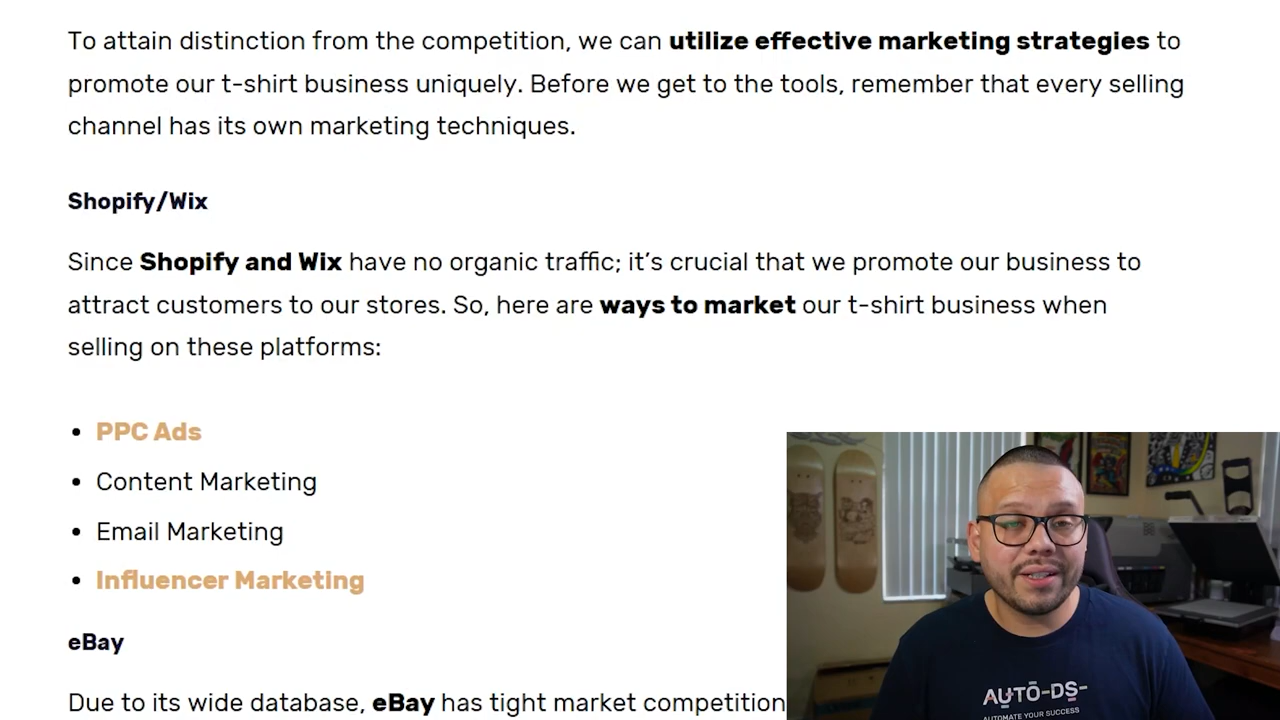 To attain distinction from the competition, we can utilize effective marketing strategies to
promote our t-shirt business uniquely. Before we get to the tools, remember that every selling
channel has its own marketing techniques.
Shopify/Wix
Since Shopify and Wix have no organic traffic; it's crucial that we promote our business to
attract customers to our stores. So, here are ways to market our t-shirt business when
selling on these platforms:
• PPC Ads
• Content Marketing
• Email Marketing
• Influencer Marketing
eBay
Due to its wide database, eBay has tight market competition
AUTO-DS-
AUTOMATE YOUR SUCCESS